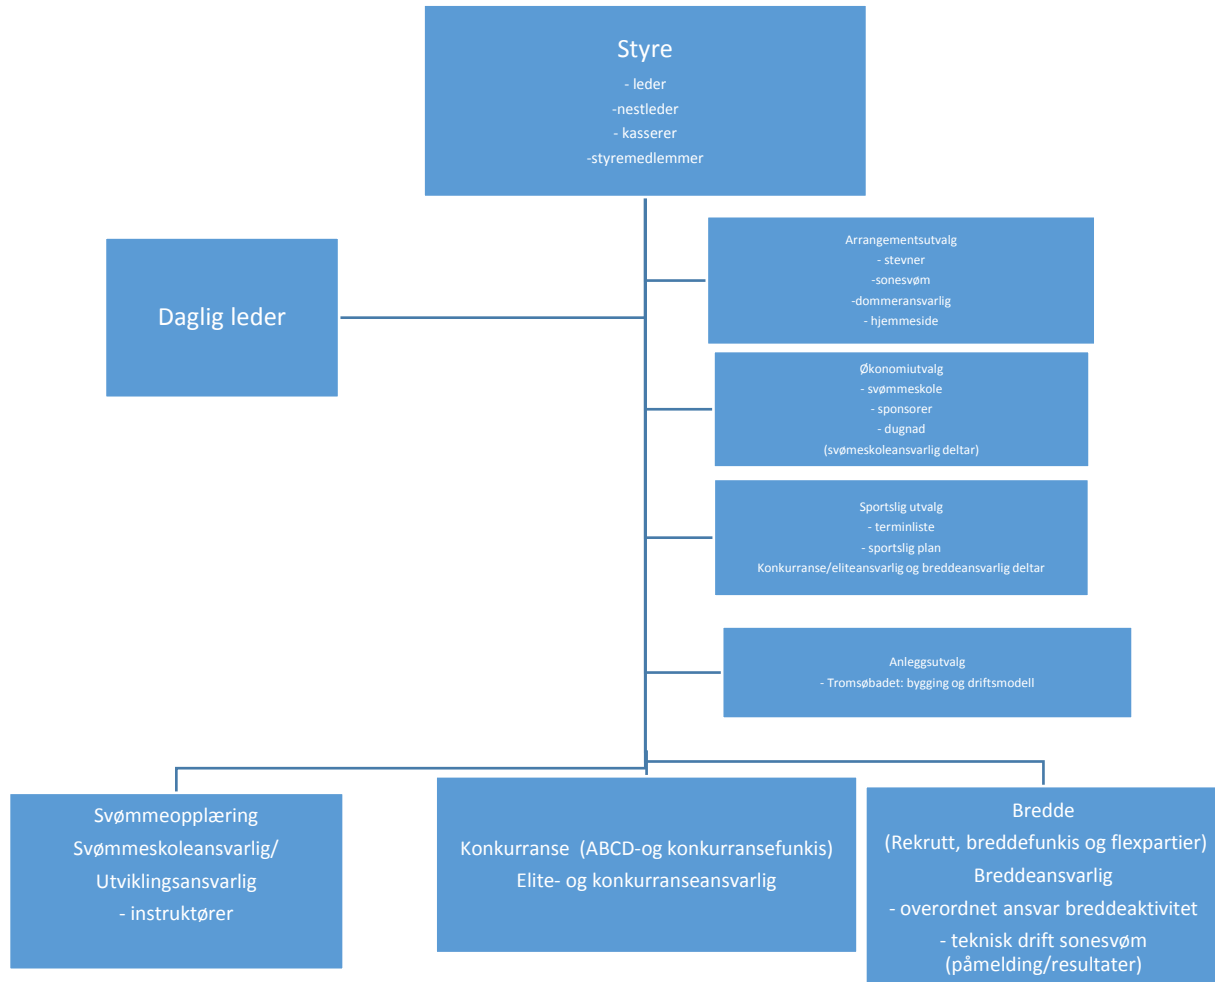 Styre
- leder
-nestleder
- kasserer
-styremedlemmer
Daglig leder
Arrangementsutvalg
- stevner
-sonesvøm
-dommeransvarlig
- hjemmeside
Økonomiutvalg
- svømmeskole
- sponsorer
- dugnad
(svømeskoleansvarlig deltar)
Sportslig utvalg
- terminliste
- sportslig plan
Konkurranse/eliteansvarlig og breddeansvarlig deltar
Anleggsutvalg
- Tromsøbadet: bygging og driftsmodell
Svømmeopplæring
Svømmeskoleansvarlig/
Utviklingsansvarlig
- instruktører
Konkurranse (ABCD-og konkurransefunkis)
Elite- og konkurranseansvarlig
Bredde
(Rekrutt, breddefunkis og flexpartier)
Breddeansvarlig
- overordnet ansvar breddeaktivitet
- teknisk drift sonesvøm
(påmelding/resultater)